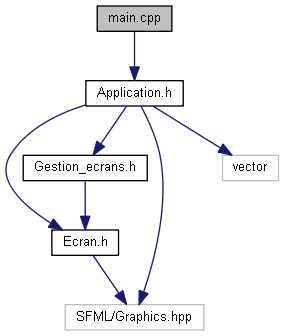 main.cpp
Application.h
Gestion_ecrans.h
vector
Ecran.h
SFML/Graphics.hpp